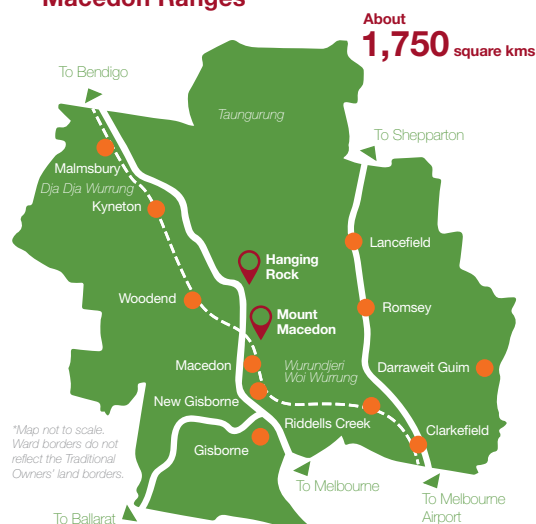 Macedon Ranges
About
1,750 square kms
To Bendigo
Taungurung
To Shepparton
Malmsbury
Dja Dja Wurrung
Kyneton
Lancefield
Hanging
Rock
Woodend
Romsey
Mount
Macedon
Macedon
Wurundjeri
Woi Wurrung
Darraweit Guim
New Gisborne
Riddells Creek
Clarkefield
Gisborne
*Map not to scale.
Ward borders do not
reflect the Traditional
Owners' land borders.
To Melbourne
To Melbourne
Airport
To Ballarat